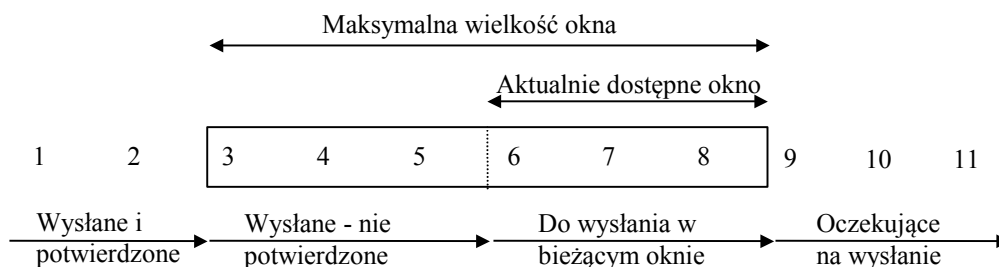 Maksymalna wielkość okna
Aktualnie dostępne okno
1 2 3 4 5 6 7 8 9 10 11
Wysłane i
potwierdzone
Wysłane - nie
potwierdzone
Do wysłania w
bieżącym oknie
Oczekujące
na wysłanie